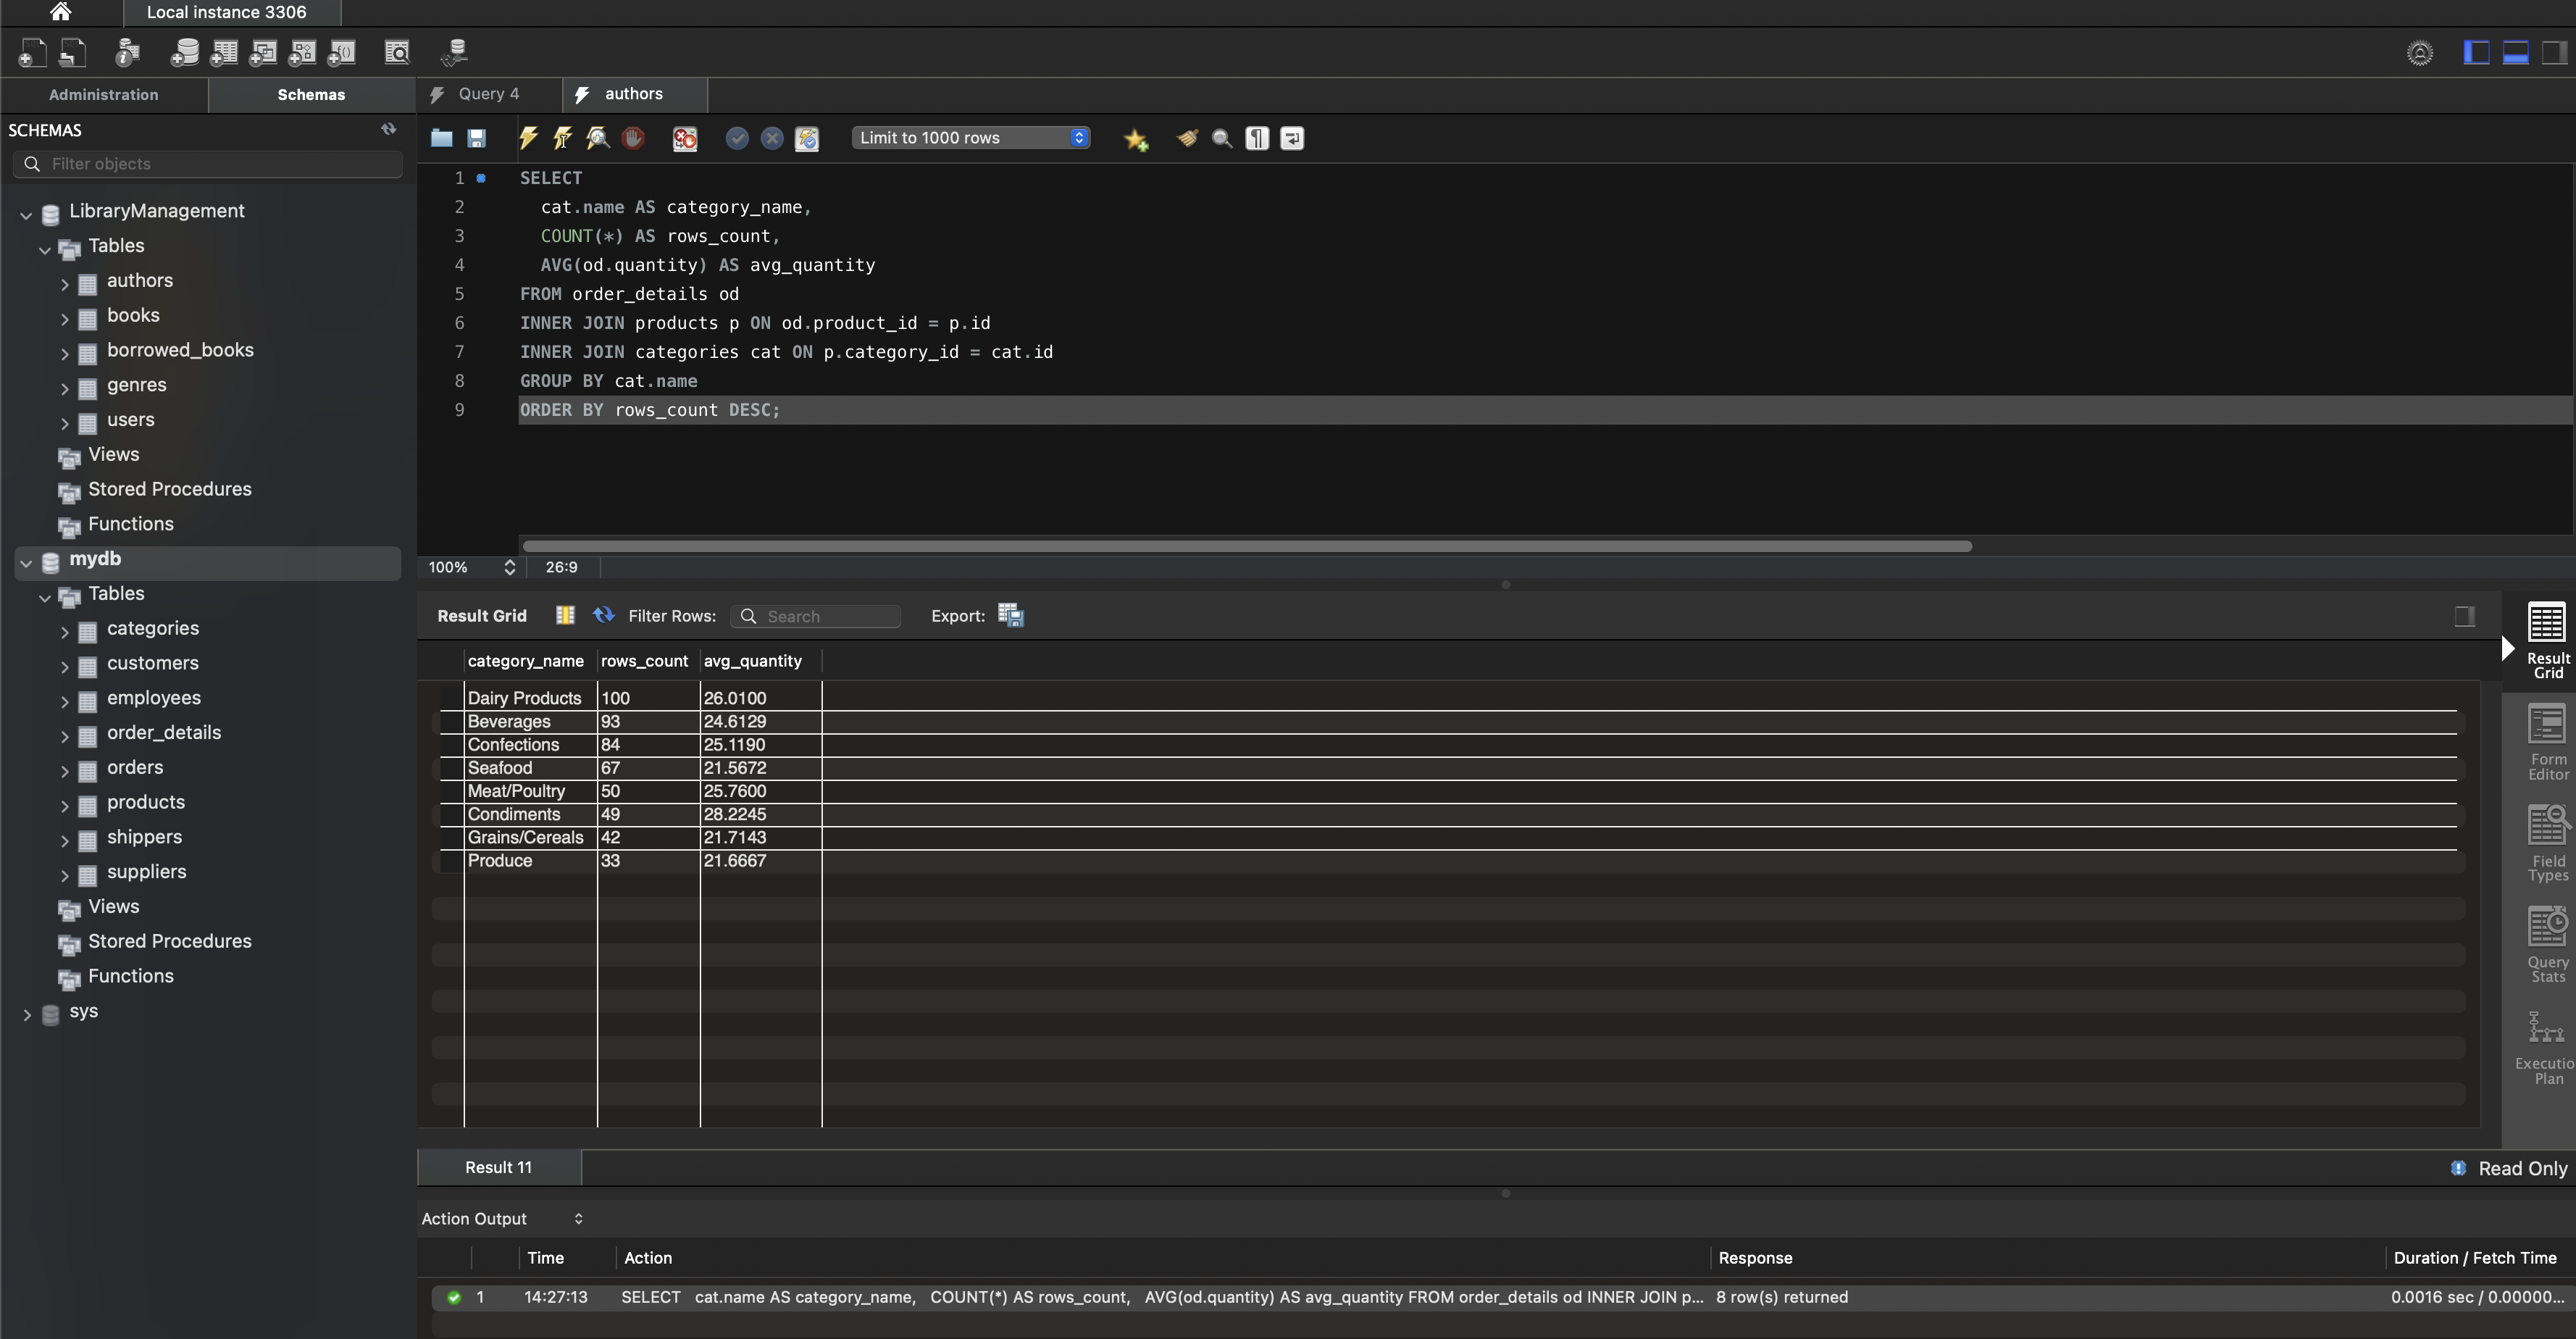 Local instance 3306
Administration
Schemas
Query 4
authors
SCHEMAS
Filter objects
LibraryManagement
Tables
authors
books
borrowed_books
genres
users
Views
Stored Procedures
Functions
mydb
Tables
categories
customers
employees
order_details
orders
products
shippers
suppliers
Views
Stored Procedures
Functions
sys
Limit to 1000 rows
1 SELECT
2 cat.name AS category_name,
3 COUNT(*) AS rows_count,
4 AVG(od.quantity) AS avg_quantity
5 FROM order_details od
6 INNER JOIN products p ON od.product_id = p.id
7 INNER JOIN categories cat ON p.category_id = cat.id
8 GROUP BY cat.name
9 ORDER BY rows_count DESC;
100% 26:9
Result Grid Filter Rows: Search Export:
category_name rows_count avg_quantity
Dairy Products 100 26.0100
Beverages 93 24.6129
Confections 84 25.1190
Seafood 67 21.5672
Meat/Poultry 50 25.7600
Condiments 49 28.2245
Grains/Cereals 42 21.7143
Produce 33 21.6667
Result
Grid
Form
Editor
Field
Types
Query
Stats
Executio
Plan
Result 11
Read Only
Action Output
Time Action Response Duration / Fetch Time
1 14:27:13 SELECT cat.name AS category_name, COUNT(*) AS rows_count, AVG(od.quantity) AS avg_quantity FROM order_details od INNER JOIN p... 8 row(s) returned 0.0016 sec / 0.00000...